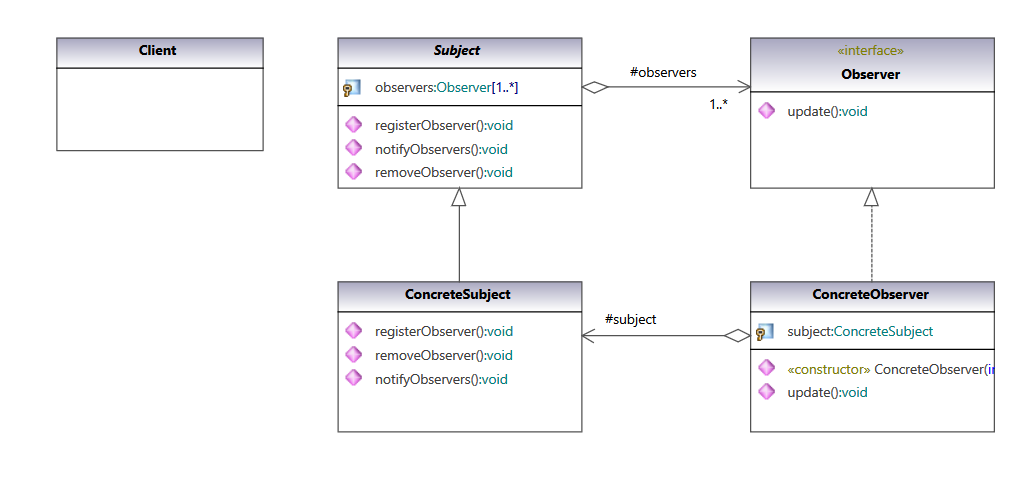 Client
Subject
observers:Observer[1..*]
registerObserver():void
notifyObservers():void
removeObserver():void
#observers
1..*
«interface»
Observer
update():void
ConcreteSubject
registerObserver():void
removeObserver():void
notifyObservers():void
#subject
ConcreteObserver
subject:ConcreteSubject
«constructor» ConcreteObserver(in
update():void